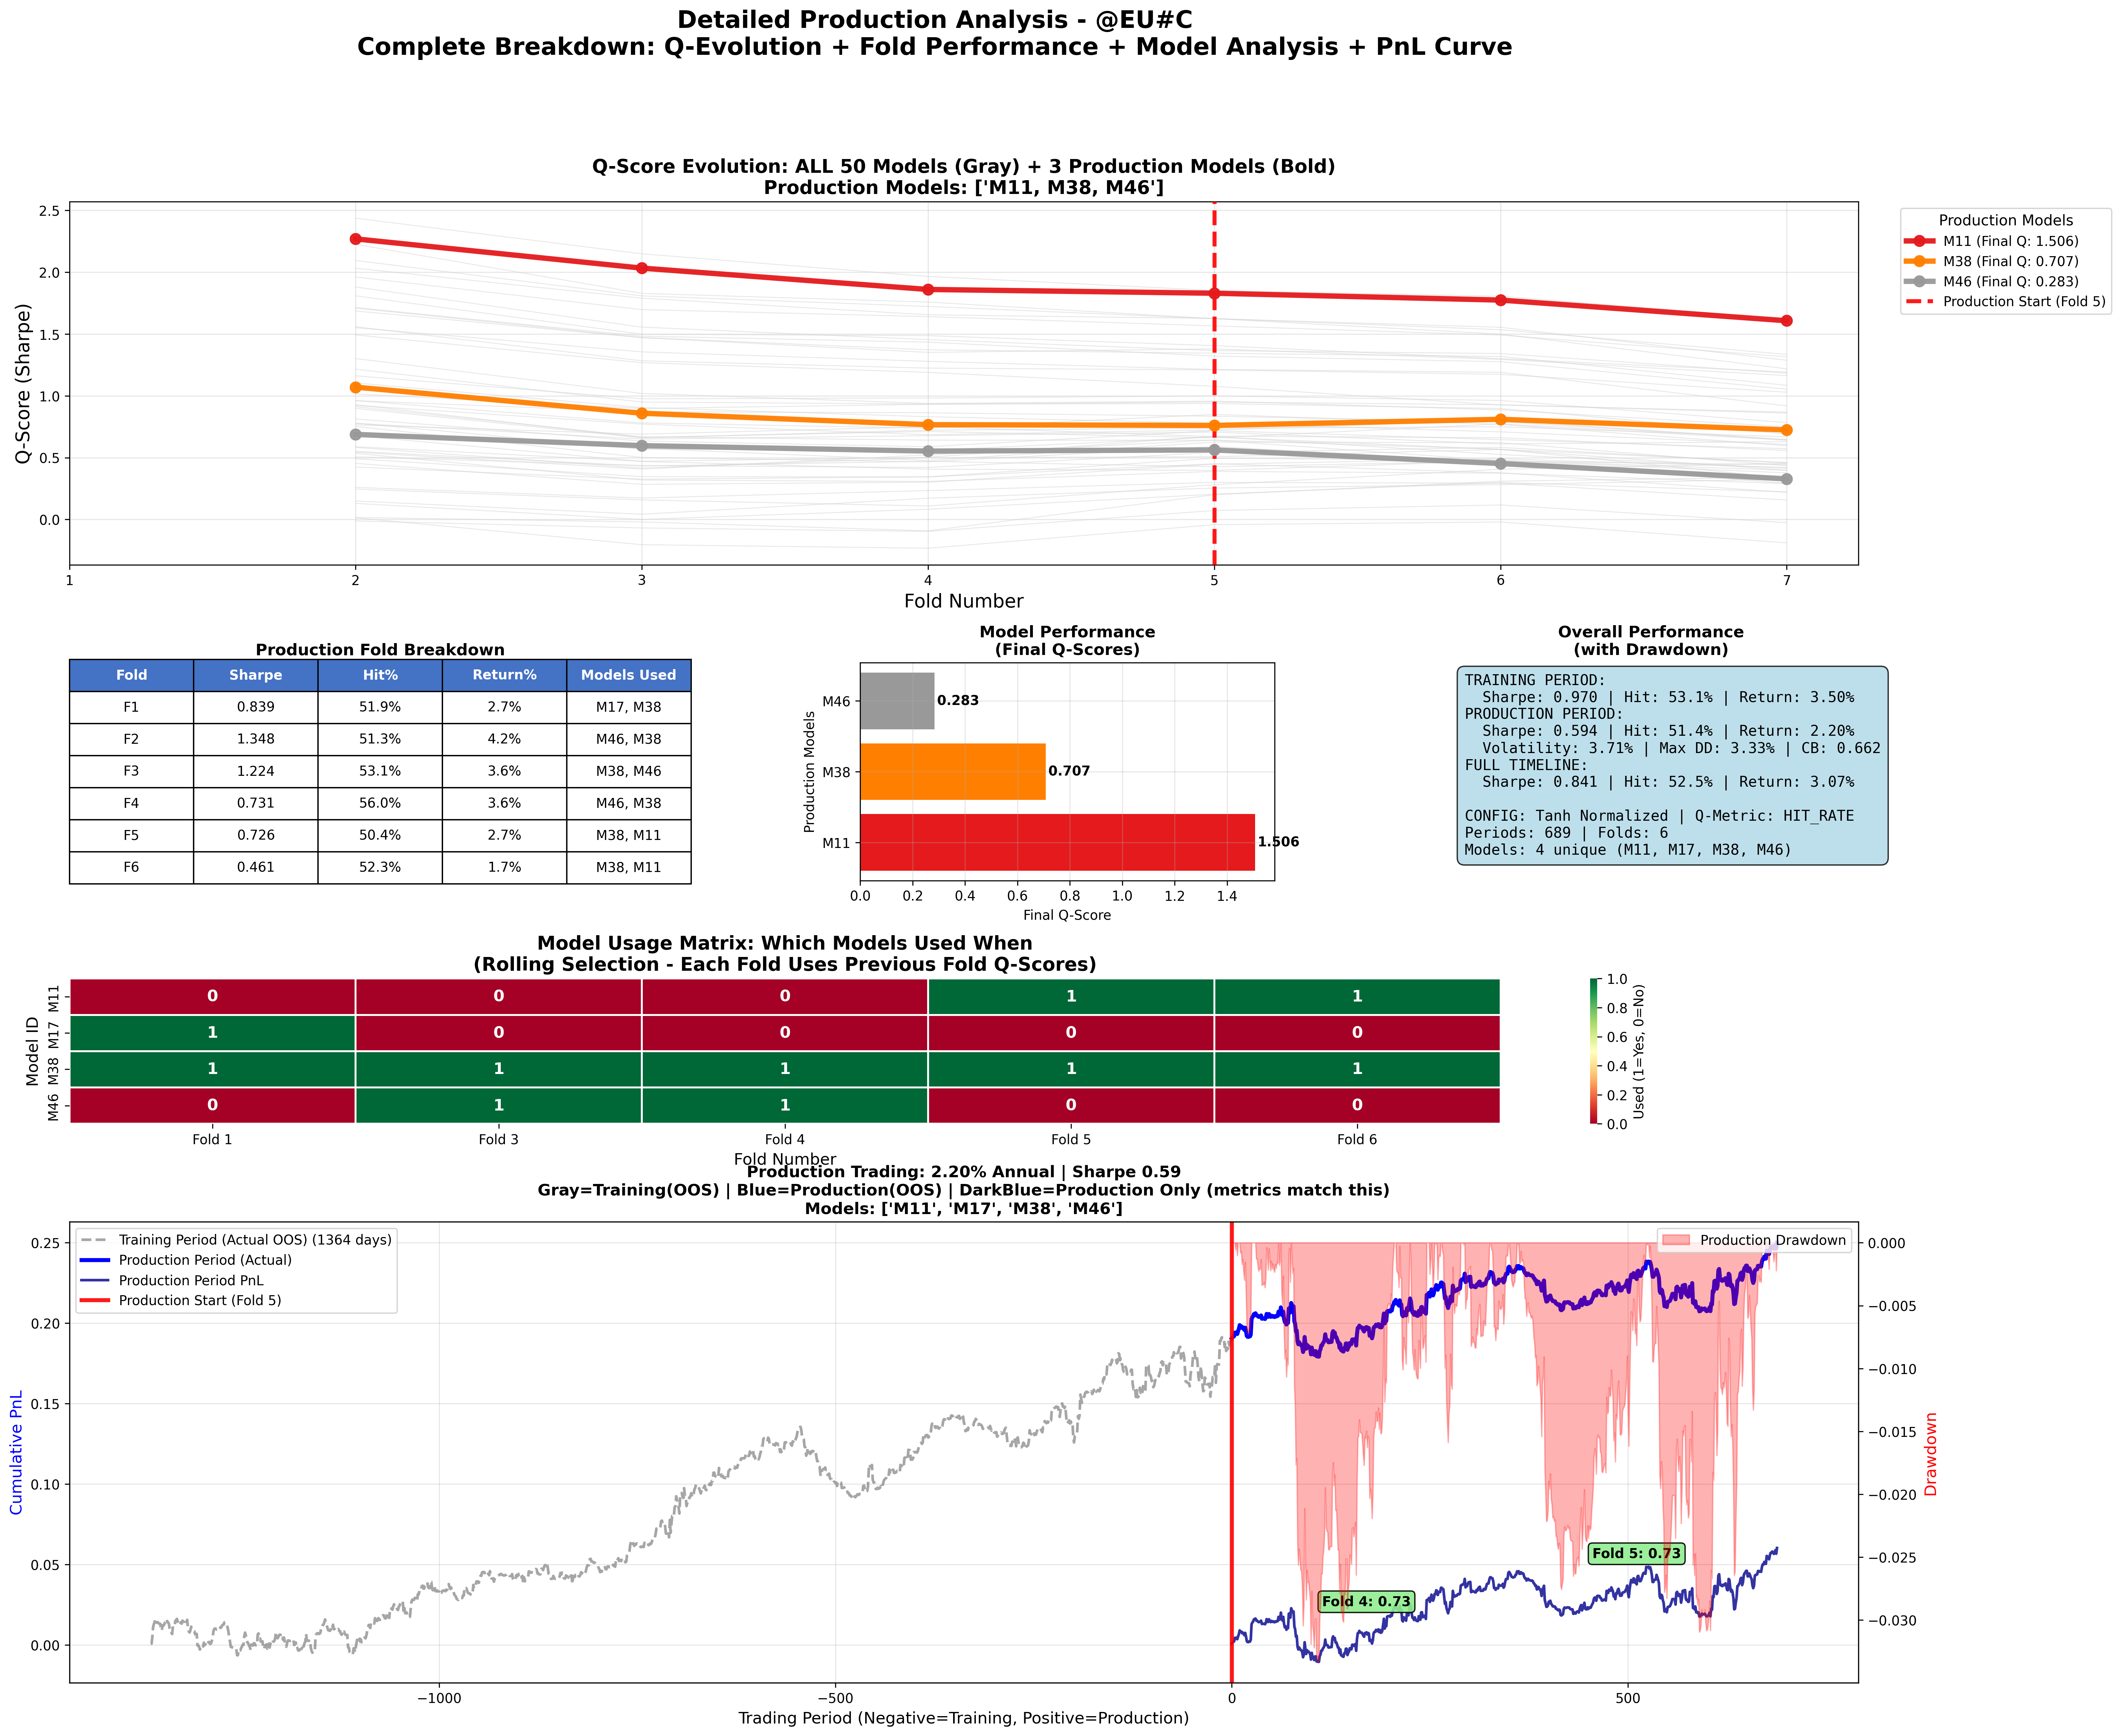 Detailed Production Analysis - @EU#C
Complete Breakdown: Q-Evolution + Fold Performance + Model Analysis + PnL Curve
Q-Score Evolution: ALL 50 Models (Gray) + 3 Production Models (Bold)
Production Models: ['M11, M38, M46']
Q-Score (Sharpe)
2.5
2.0
1.5
1.0
0.5
0.0
1 2 3 4 5 6 7
Fold Number
Production Models
M11 (Final Q: 1.506)
M38 (Final Q: 0.707)
M46 (Final Q: 0.283)
Production Start (Fold 5)
Production Fold Breakdown
Fold Sharpe Hit% Return% Models Used
F1 0.839 51.9% 2.7% M17, M38
F2 1.348 51.3% 4.2% M46, M38
F3 1.224 53.1% 3.6% M38, M46
F4 0.731 56.0% 3.6% M46, M38
F5 0.726 50.4% 2.7% M38, M11
F6 0.461 52.3% 1.7% M38, M11
Model Performance
(Final Q-Scores)
Production Models
M46 0.283
M38 0.707
M11 1.506
0.0 0.2 0.4 0.6 0.8 1.0 1.2 1.4
Final Q-Score
Overall Performance
(with Drawdown)
TRAINING PERIOD:
Sharpe: 0.970 | Hit: 53.1% | Return: 3.50%
PRODUCTION PERIOD:
Sharpe: 0.594 | Hit: 51.4% | Return: 2.20%
Volatility: 3.71% | Max DD: 3.33% | CB: 0.662
FULL TIMELINE:
Sharpe: 0.841 | Hit: 52.5% | Return: 3.07%
CONFIG: Tanh Normalized | Q-Metric: HIT_RATE
Periods: 689 | Folds: 6
Models: 4 unique (M11, M17, M38, M46)
Model Usage Matrix: Which Models Used When
(Rolling Selection - Each Fold Uses Previous Fold Q-Scores)
Model ID
M11 0 0 0 1 1
M17 1 0 0 0 0
M38 1 1 1 1 1
M46 0 1 1 0 0
Fold 1 Fold 3 Fold 4 Fold 5 Fold 6
Fold Number
1.0
0.8
0.6
0.4
0.2
0.0
Used (1=Yes, 0=No)
Production Trading: 2.20% Annual | Sharpe 0.59
Gray=Training(OOS) | Blue=Production(OOS) | DarkBlue=Production Only (metrics match this)
Models: ['M11', 'M17', 'M38', 'M46']
Training Period (Actual OOS) (1364 days)
Production Period (Actual)
Production Period PnL
Production Start (Fold 5)
Production Drawdown
Cumulative PnL
0.25
0.20
0.15
0.10
0.05
0.00
Fold 4: 0.73
Fold 5: 0.73
0.000
−0.005
−0.010
−0.015
−0.020
−0.025
−0.030
Drawdown
−1000 −500 0 500
Trading Period (Negative=Training, Positive=Production)